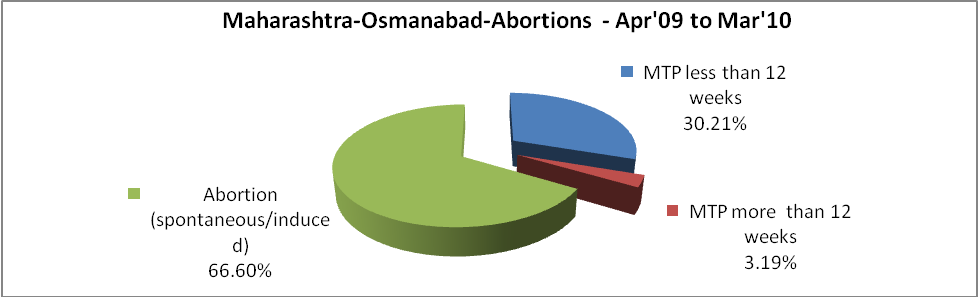 Maharashtra-Osmanabad-Abortions - Apr'09 to Mar'10
MTP less than 12
weeks
30.21%
Abortion
(spontaneous/induce
d)
66.60%
MTP more than 12
weeks
3.19%